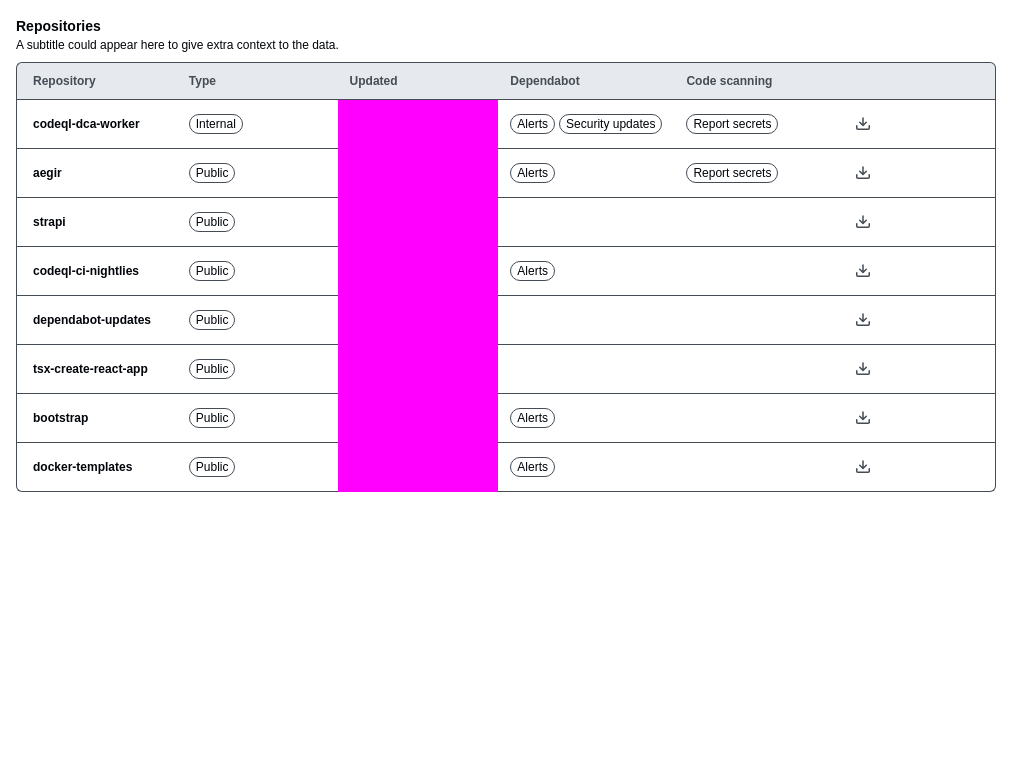 Repositories
A subtitle could appear here to give extra context to the data.
Repository Type Updated Dependabot Code scanning
codeql-dca-worker Internal Alerts Security updates Report secrets
aegir Public Alerts Report secrets
strapi Public
codeql-ci-nightlies Public Alerts
dependabot-updates Public
tsx-create-react-app Public
bootstrap Public Alerts
docker-templates Public Alerts